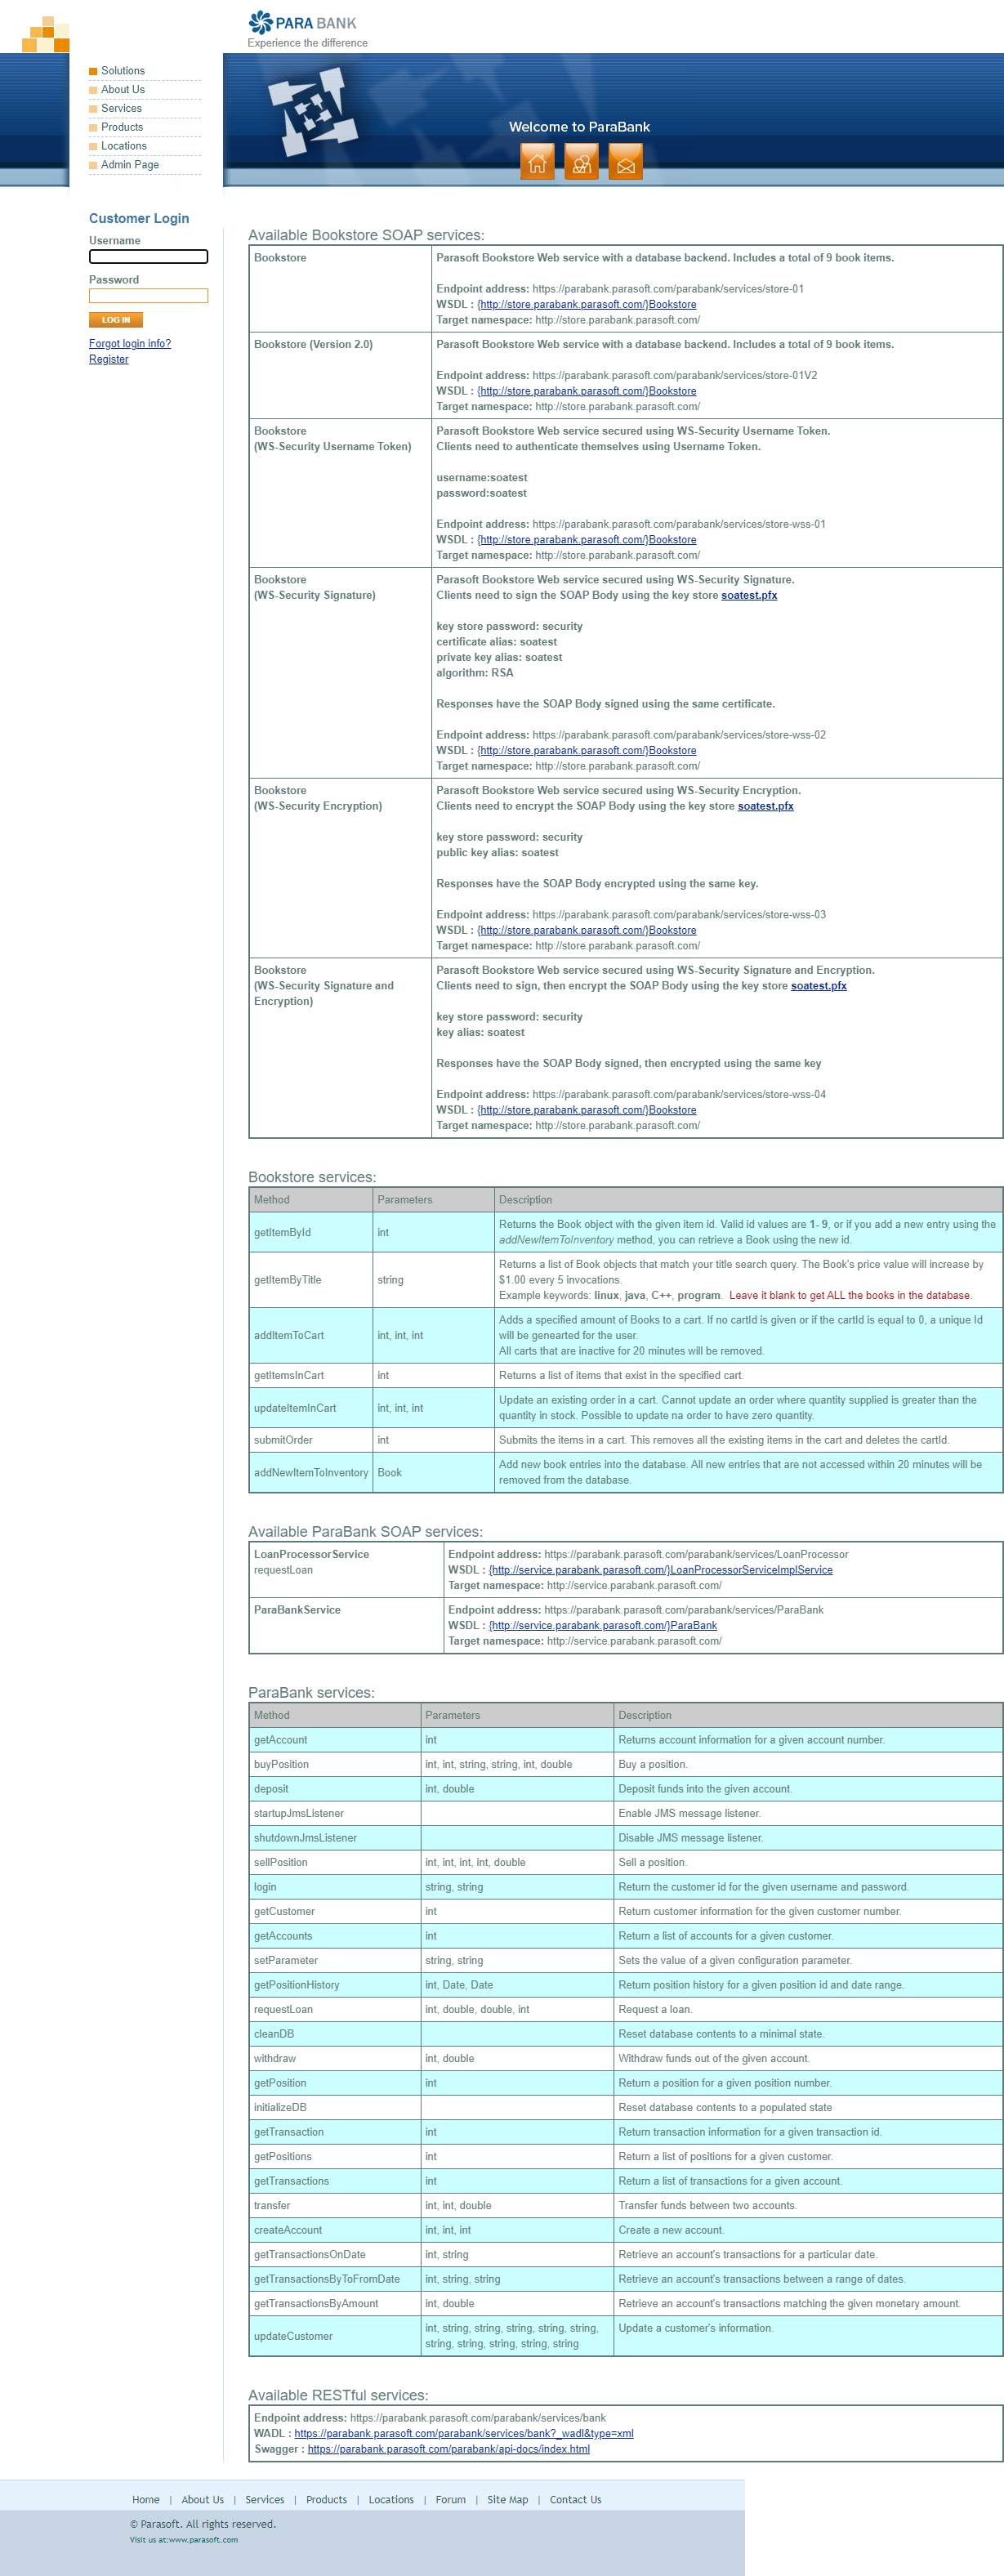 PARA BANK
Experience the difference
Solutions
About Us
Services
Products
Locations
Admin Page
Welcome to ParaBank
Customer Login
Username
Password
LOG IN
Forgot login info?
Register
Available Bookstore SOAP services:
Bookstore
Parasoft Bookstore Web service with a database backend. Includes a total of 9 book items.
Endpoint address: https://parabank.parasoft.com/parabank/services/store-01
WSDL : {http://store.parabank.parasoft.com/}Bookstore
Target namespace: http://store.parabank.parasoft.com/
Bookstore (Version 2.0)
Parasoft Bookstore Web service with a database backend. Includes a total of 9 book items.
Endpoint address: https://parabank.parasoft.com/parabank/services/store-01V2
WSDL : {http://store.parabank.parasoft.com/}Bookstore
Target namespace: http://store.parabank.parasoft.com/
Bookstore
(WS-Security Username Token)
Parasoft Bookstore Web service secured using WS-Security Username Token.
Clients need to authenticate themselves using Username Token.
username:soatest
password:soatest
Endpoint address: https://parabank.parasoft.com/parabank/services/store-wss-01
WSDL : {http://store.parabank.parasoft.com/}Bookstore
Target namespace: http://store.parabank.parasoft.com/
Bookstore
(WS-Security Signature)
Parasoft Bookstore Web service secured using WS-Security Signature.
Clients need to sign the SOAP Body using the key store soatest.pfx
key store password: security
certificate alias: soatest
private key alias: soatest
algorithm: RSA
Responses have the SOAP Body signed using the same certificate.
Endpoint address: https://parabank.parasoft.com/parabank/services/store-wss-02
WSDL : {http://store.parabank.parasoft.com/}Bookstore
Target namespace: http://store.parabank.parasoft.com/
Bookstore
(WS-Security Encryption)
Parasoft Bookstore Web service secured using WS-Security Encryption.
Clients need to encrypt the SOAP Body using the key store soatest.pfx
key store password: security
public key alias: soatest
Responses have the SOAP Body encrypted using the same key.
Endpoint address: https://parabank.parasoft.com/parabank/services/store-wss-03
WSDL : {http://store.parabank.parasoft.com/}Bookstore
Target namespace: http://store.parabank.parasoft.com/
Bookstore
(WS-Security Signature and
Encryption)
Parasoft Bookstore Web service secured using WS-Security Signature and Encryption.
Clients need to sign, then encrypt the SOAP Body using the key store soatest.pfx
key store password: security
key alias: soatest
Responses have the SOAP Body signed, then encrypted using the same key
Endpoint address: https://parabank.parasoft.com/parabank/services/store-wss-04
WSDL : {http://store.parabank.parasoft.com/}Bookstore
Target namespace: http://store.parabank.parasoft.com/
Bookstore services:
Method Parameters Description
getItemById int Returns the Book object with the given item id. Valid id values are 1- 9, or if you add a new entry using the
addNewItemToInventory method, you can retrieve a Book using the new id.
getItemByTitle string Returns a list of Book objects that match your title search query. The Book's price value will increase by
$1.00 every 5 invocations.
Example keywords: linux, java, C++, program. Leave it blank to get ALL the books in the database.
addItemToCart int, int, int Adds a specified amount of Books to a cart. If no cartId is given or if the cartId is equal to 0, a unique Id
will be genearted for the user.
All carts that are inactive for 20 minutes will be removed.
getItemsInCart int Returns a list of items that exist in the specified cart.
updateItemInCart int, int, int Update an existing order in a cart. Cannot update an order where quantity supplied is greater than the
quantity in stock. Possible to update na order to have zero quantity.
submitOrder int Submits the items in a cart. This removes all the existing items in the cart and deletes the cartId.
addNewItemToInventory Book Add new book entries into the database. All new entries that are not accessed within 20 minutes will be
removed from the database.
Available ParaBank SOAP services:
LoanProcessorService
requestLoan
Endpoint address: https://parabank.parasoft.com/parabank/services/LoanProcessor
WSDL : {http://service.parabank.parasoft.com/}LoanProcessorServiceImplService
Target namespace: http://service.parabank.parasoft.com/
ParaBankService
Endpoint address: https://parabank.parasoft.com/parabank/services/ParaBank
WSDL : {http://service.parabank.parasoft.com/}ParaBank
Target namespace: http://service.parabank.parasoft.com/
ParaBank services:
Method Parameters Description
getAccount int Returns account information for a given account number.
buyPosition int, int, string, string, int, double Buy a position.
deposit int, double Deposit funds into the given account.
startupJmsListener Enable JMS message listener.
shutdownJmsListener Disable JMS message listener.
sellPosition int, int, int, int, double Sell a position.
login string, string Return the customer id for the given username and password.
getCustomer int Return customer information for the given customer number.
getAccounts int Return a list of accounts for a given customer.
setParameter string, string Sets the value of a given configuration parameter.
getPositionHistory int, Date, Date Return position history for a given position id and date range.
requestLoan int, double, double, int Request a loan.
cleanDB Reset database contents to a minimal state.
withdraw int, double Withdraw funds out of the given account.
getPosition int Return a position for a given position number.
initializeDB Reset database contents to a populated state
getTransaction int Return transaction information for a given transaction id.
getPositions int Return a list of positions for a given customer.
getTransactions int Return a list of transactions for a given account.
transfer int, int, double Transfer funds between two accounts.
createAccount int, int, int Create a new account.
getTransactionsOnDate int, string Retrieve an account's transactions for a particular date.
getTransactionsByToFromDate int, string, string Retrieve an account's transactions between a range of dates.
getTransactionsByAmount int, double Retrieve an account's transactions matching the given monetary amount.
updateCustomer int, string, string, string, string, string, Update a customer's information.
string, string, string, string, string
Available RESTful services:
Endpoint address: https://parabank.parasoft.com/parabank/services/bank
WADL : https://parabank.parasoft.com/parabank/services/bank?_wadl&type=xml
Swagger : https://parabank.parasoft.com/parabank/api-docs/index.html
Home | About Us | Services | Products | Locations | Forum | Site Map | Contact Us
© Parasoft. All rights reserved.
Visit us at:www.parasoft.com